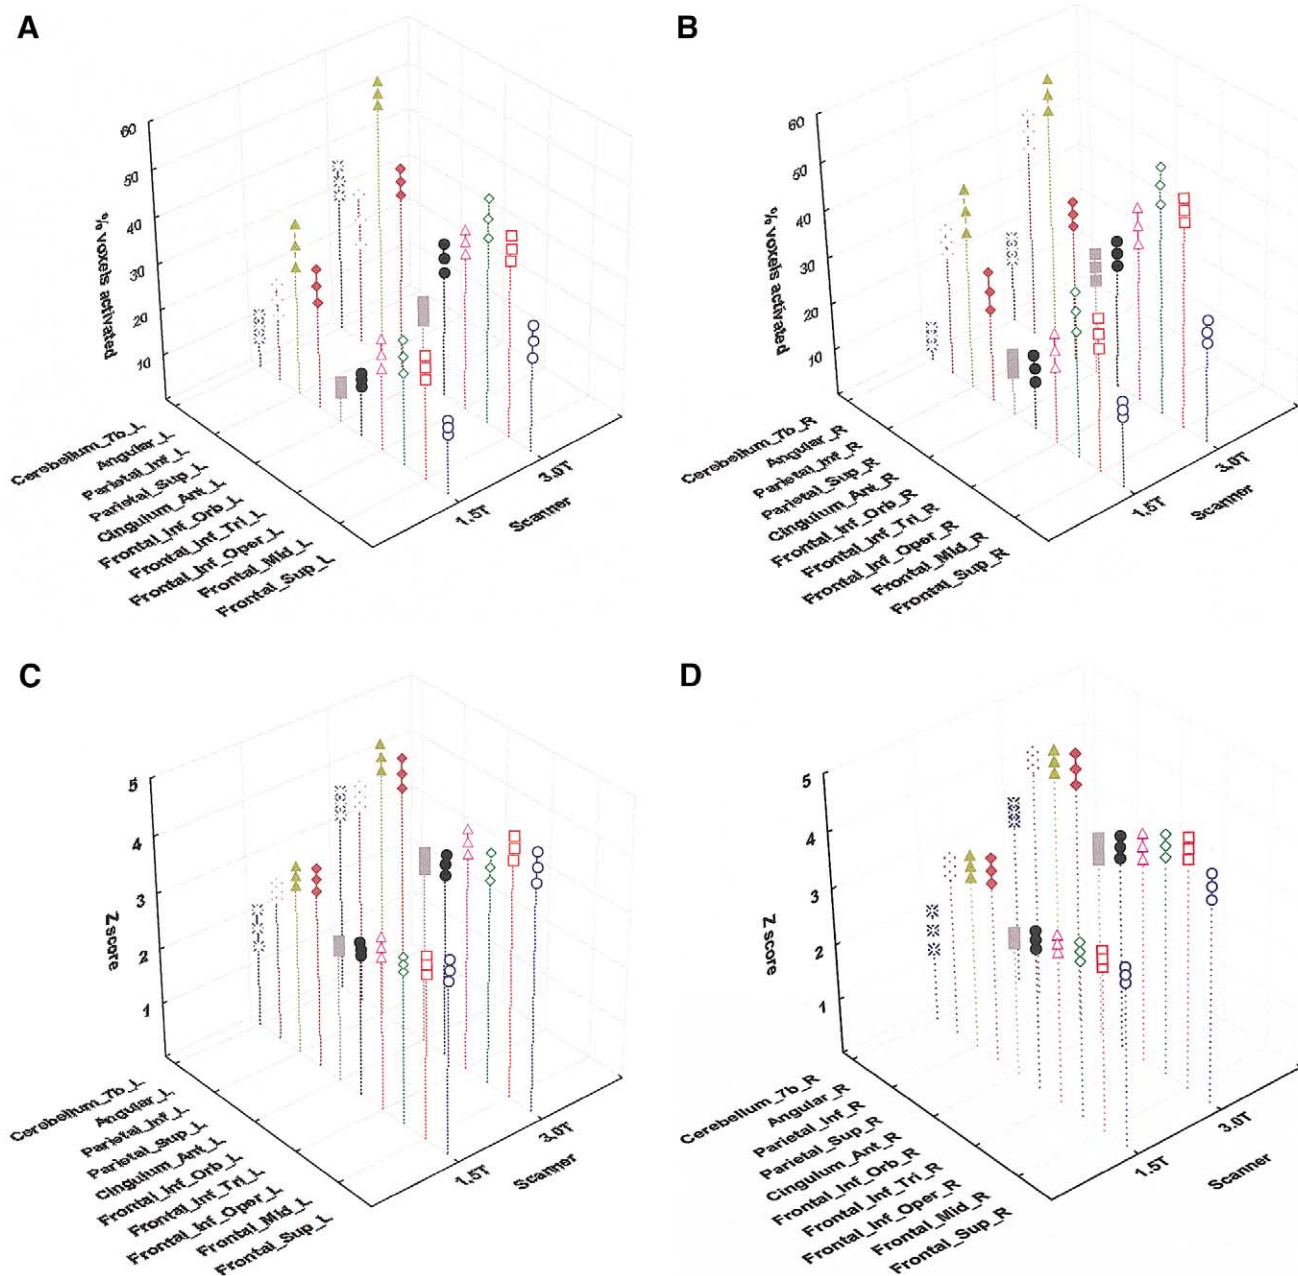 A
60
50
40
30
20
10
% voxels activated
Cerebellum_7b_L
Angular_L
Parietal_Inf_L
Parietal_Sup_L
Cingulum_Ant_L
Frontal_Inf_Orb_L
Frontal_Inf_Tri_L
Frontal_Inf_Oper_L
Frontal_Mid_L
Frontal_Sup_L
1.5T
3.0T
Scanner
B
60
50
40
30
20
10
% voxels activated
Cerebellum_7b_R
Angular_R
Parietal_Inf_R
Parietal_Sup_R
Cingulum_Ant_R
Frontal_Inf_Orb_R
Frontal_Inf_Tri_R
Frontal_Inf_Oper_R
Frontal_Mid_R
Frontal_Sup_R
1.5T
3.0T
Scanner
C
5
4
3
2
1
Z score
Cerebellum_7b_L
Angular_L
Parietal_Inf_L
Parietal_Sup_L
Cingulum_Ant_L
Frontal_Inf_Orb_L
Frontal_Inf_Tri_L
Frontal_Inf_Oper_L
Frontal_Mid_L
Frontal_Sup_L
1.5T
3.0T
Scanner
D
5
4
3
2
1
Z score
Cerebellum_7b_R
Angular_R
Parietal_Inf_R
Parietal_Sup_R
Cingulum_Ant_R
Frontal_Inf_Orb_R
Frontal_Inf_Tri_R
Frontal_Inf_Oper_R
Frontal_Mid_R
Frontal_Sup_R
1.5T
3.0T
Scanner